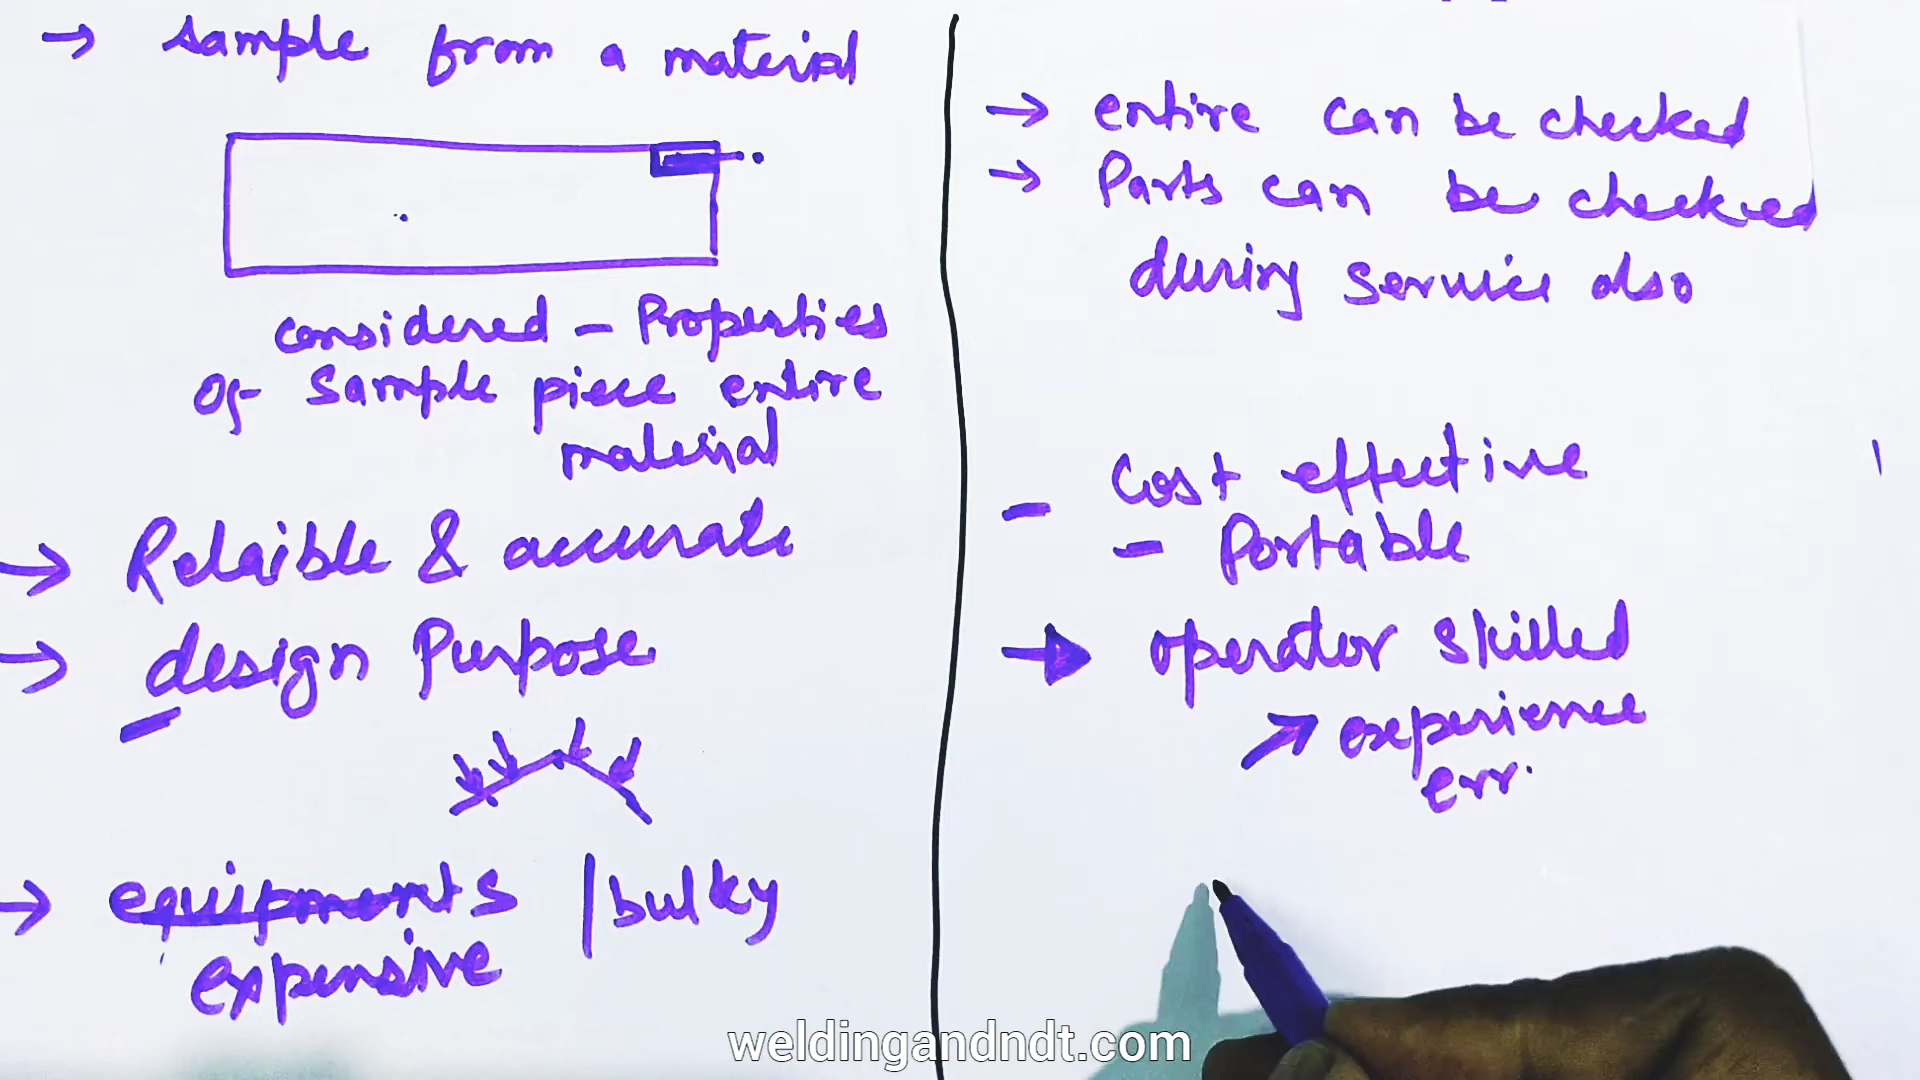 → Sample from a material
considered - Properties
of Sample piece entire
material
→ Relaible & accurate
→ design Purpose
→ equipments / bulky
expensive
→ entire can be checked
→ Parts can be checked
during service also
- Cost effective
- Portable
→ operator skilled
→ experience
err.
weldingandndt.com